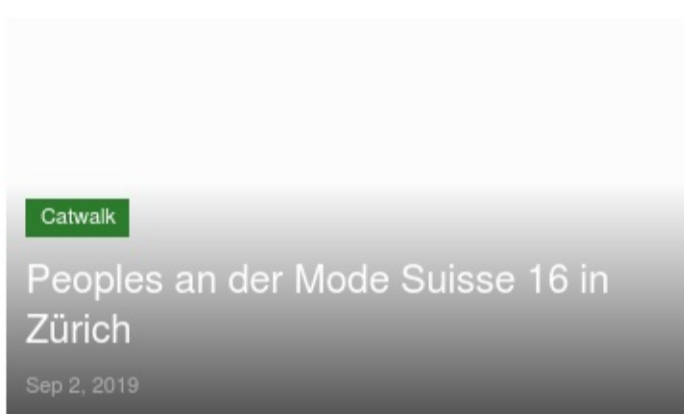 Catwalk
Peoples an der Mode Suisse 16 in
Zürich
Sep 2, 2019